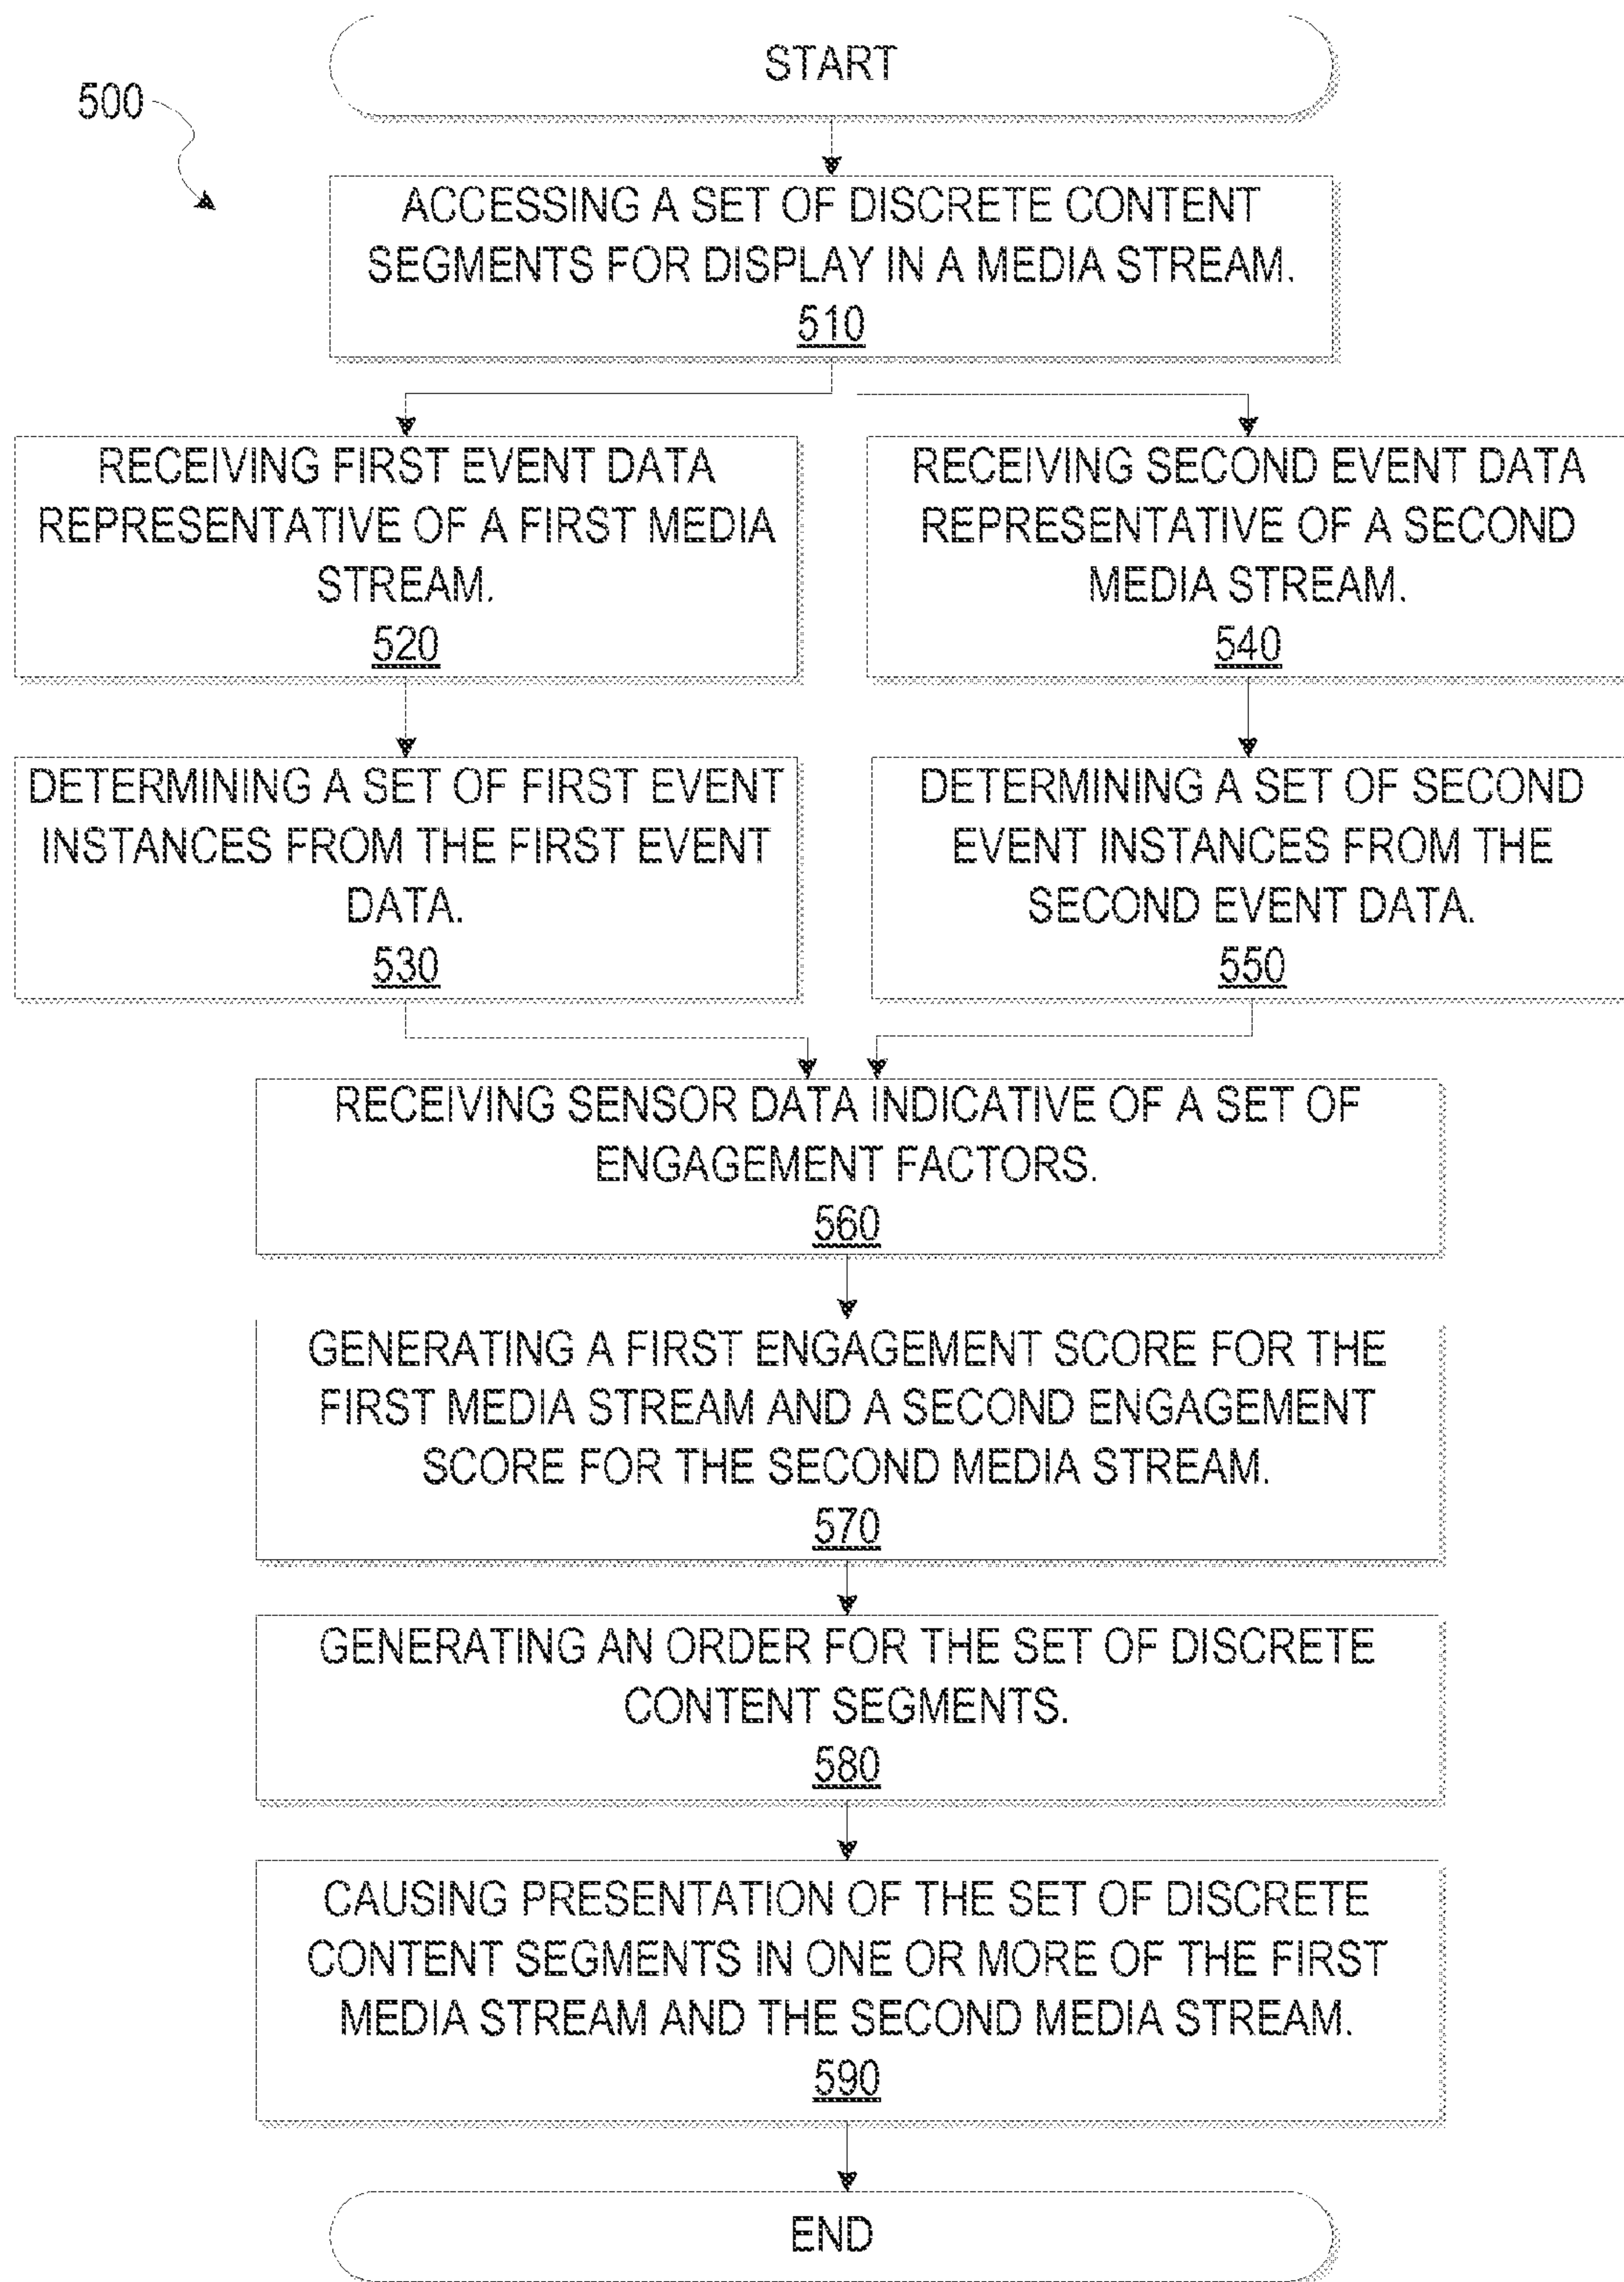 START
500
ACCESSING A SET OF DISCRETE CONTENT
SEGMENTS FOR DISPLAY IN A MEDIA STREAM.
510
RECEIVING FIRST EVENT DATA
REPRESENTATIVE OF A FIRST MEDIA
STREAM.
520
RECEIVING SECOND EVENT DATA
REPRESENTATIVE OF A SECOND
MEDIA STREAM.
540
DETERMINING A SET OF FIRST EVENT
INSTANCES FROM THE FIRST EVENT
DATA.
530
DETERMINING A SET OF SECOND
EVENT INSTANCES FROM THE
SECOND EVENT DATA.
550
RECEIVING SENSOR DATA INDICATIVE OF A SET OF
ENGAGEMENT FACTORS.
560
GENERATING A FIRST ENGAGEMENT SCORE FOR THE
FIRST MEDIA STREAM AND A SECOND ENGAGEMENT
SCORE FOR THE SECOND MEDIA STREAM.
570
GENERATING AN ORDER FOR THE SET OF DISCRETE
CONTENT SEGMENTS.
580
CAUSING PRESENTATION OF THE SET OF DISCRETE
CONTENT SEGMENTS IN ONE OR MORE OF THE FIRST
MEDIA STREAM AND THE SECOND MEDIA STREAM.
590
END